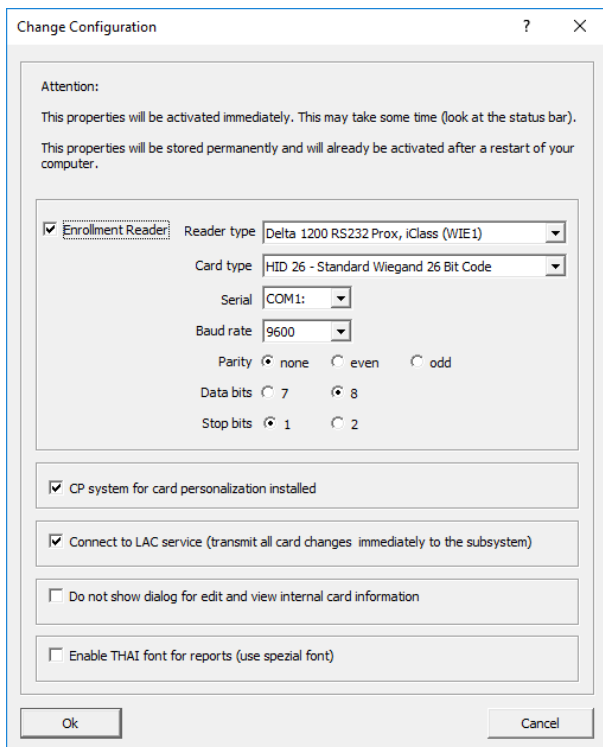 Change Configuration ?
Attention:
This properties will be activated immediately. This may take some time (look at the status bar).
This properties will be stored permanently and will already be activated after a restart of your
computer.
Enrollment Reader Reader type Delta 1200 RS232 Prox, iClass (WIE1)
Card type HID 26 - Standard Wiegand 26 Bit Code
Serial COM1:
Baud rate 9600
Parity none even odd
Data bits 7 8
Stop bits 1 2
CP system for card personalization installed
Connect to LAC service (transmit all card changes immediately to the subsystem)
Do not show dialog for edit and view internal card information
Enable THAI font for reports (use spezial font)
Ok Cancel